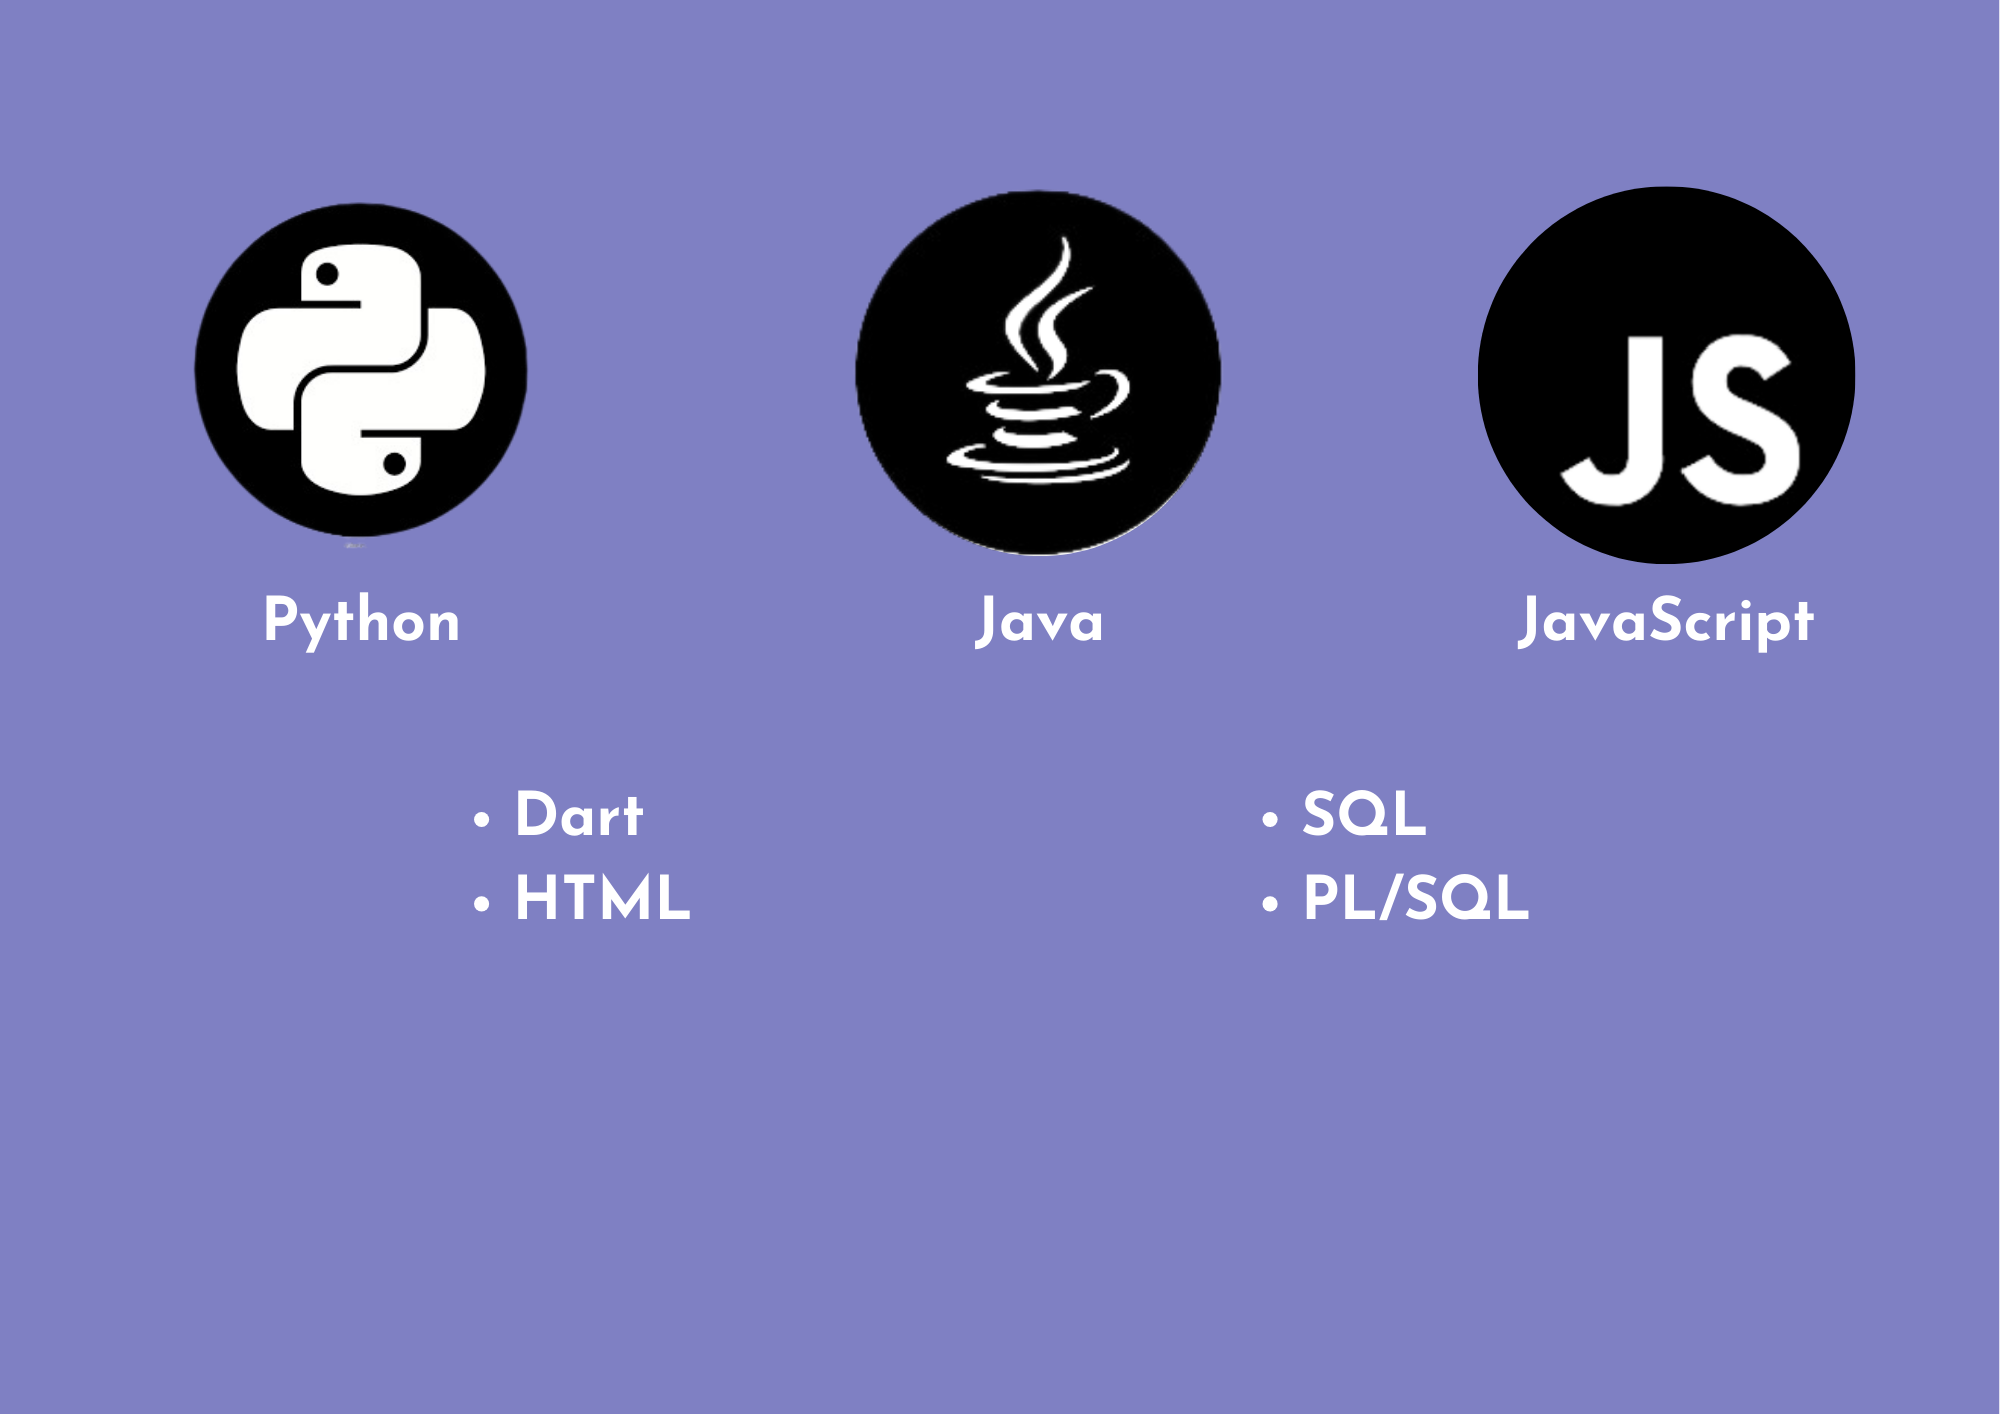 JS
Python
Java
JavaScript
• Dart
• HTML
• SQL
• PL/SQL